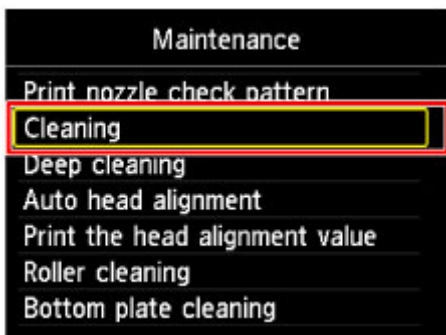 Maintenance
Print nozzle check pattern
Cleaning
Deep cleaning
Auto head alignment
Print the head alignment value
Roller cleaning
Bottom plate cleaning